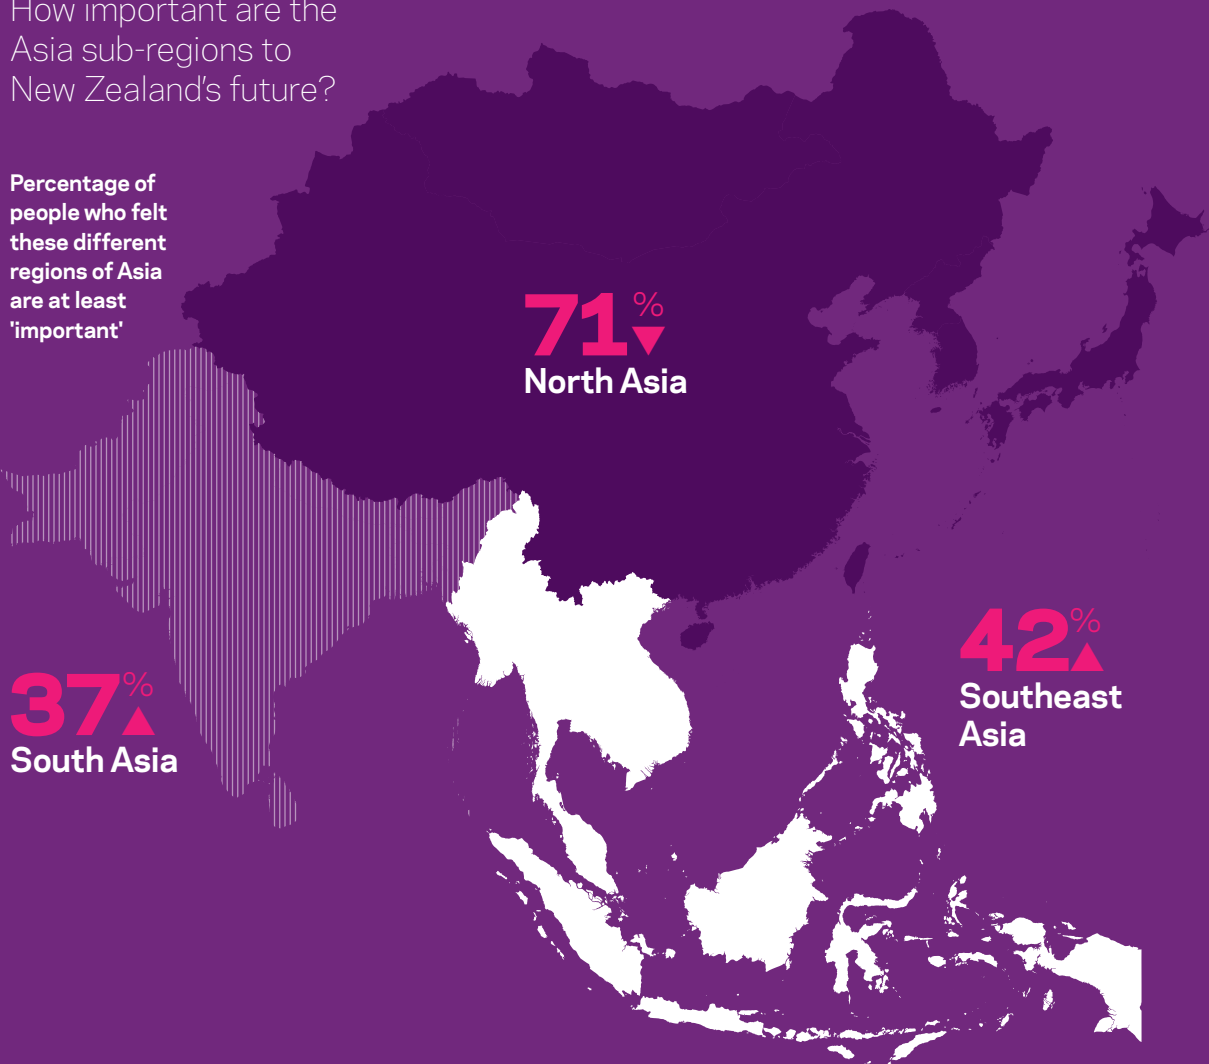 How important are the
Asia sub-regions to
New Zealand's future?
Percentage of
people who felt
these different
regions of Asia
are at least
'important'
71%▼
North Asia
42%▲
Southeast
Asia
37%▲
South Asia